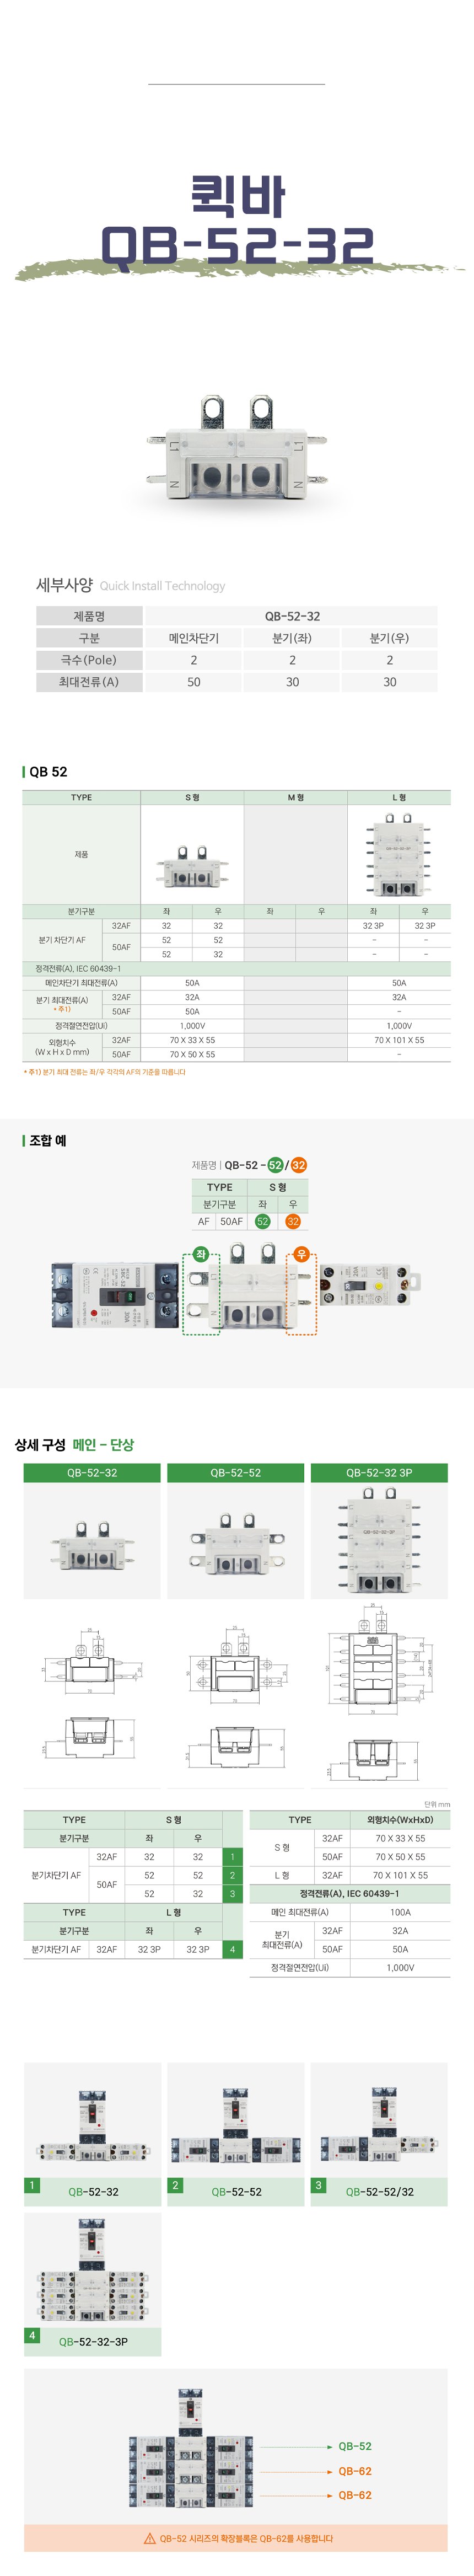 퀵바
QB-52-32
L1 L1
N N
세부사양 Quick Install Technology
제품명 QB-52-32
구분 메인차단기 분기(좌) 분기(우)
극수(Pole) 2 2 2
최대전류(A) 50 30 30
QB 52
TYPE S 형 M 형 L 형
제품
분기구분 좌 우 좌 우 좌 우
분기 차단기 AF 32AF 32 32 32 3P 32 3P
50AF 52 52 - -
52 32 - -
정격전류(A), IEC 60439-1
메인차단기 최대전류(A) 50A 50A
분기 최대전류(A) * 주1) 32AF 32A 32A
50AF 50A -
정격절연전압(Ui) 1,000V 1,000V
외형치수 (W x H x D mm) 32AF 70 X 33 X 55 70 X 101 X 55
50AF 70 X 50 X 55 -
* 주1) 분기 최대 전류는 좌/우 각각의 AF의 기준을 따릅니다
조합 예
제품명 | QB-52 - 52 / 32
TYPE S 형
분기구분 좌 우
AF 50AF 52 32
좌 우
상세 구성 메인 - 단상
QB-52-32 QB-52-52 QB-52-32 3P
단위 mm
TYPE S 형
분기구분 좌 우
분기차단기 AF 32AF 32 32 1
50AF 52 52 2
52 32 3
TYPE L 형
분기구분 좌 우
분기차단기 AF 32AF 32 3P 32 3P 4
TYPE 외형치수(WxHxD)
S 형 32AF 70 X 33 X 55
50AF 70 X 50 X 55
L 형 32AF 70 X 101 X 55
정격전류(A), IEC 60439-1
메인 최대전류(A) 100A
분기 최대전류(A) 32AF 32A
50AF 50A
정격절연전압(Ui) 1,000V
1 QB-52-32
2 QB-52-52
3 QB-52-52/32
4 QB-52-32-3P
QB-52
QB-62
QB-62
QB-52 시리즈의 확장블록은 QB-62를 사용합니다